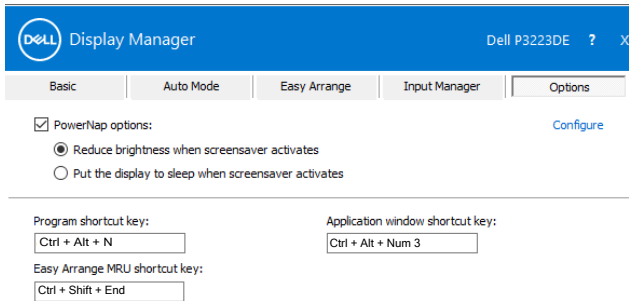 DELL Display Manager Dell P3223DE ? X
Basic Auto Mode Easy Arrange Input Manager Options
PowerNap options: Configure
Reduce brightness when screensaver activates
Put the display to sleep when screensaver activates
Program shortcut key: Application window shortcut key:
Ctrl + Alt + N Ctrl + Alt + Num 3
Easy Arrange MRU shortcut key:
Ctrl + Shift + End